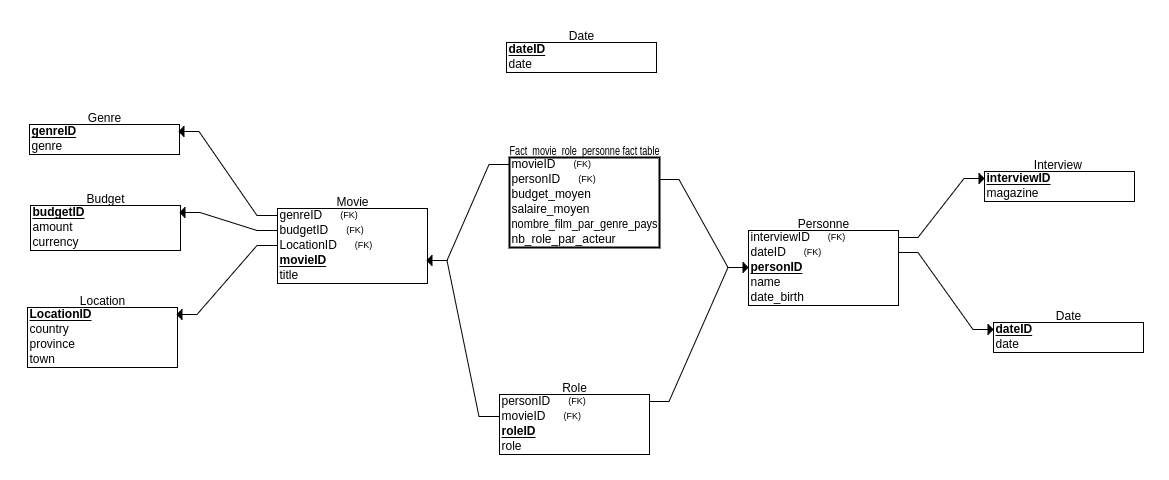 Date
dateID
date
Genre
genreID
genre
Budget
budgetID
amount
currency
Location
LocationID
country
province
town
Movie
genreID (FK)
budgetID (FK)
LocationID (FK)
movieID
title
Fact_movie_role_personne fact table
movieID (FK)
personID (FK)
budget_moyen
salaire_moyen
nombre_film_par_genre_pays
nb_role_par_acteur
Role
personID (FK)
movieID (FK)
roleID
role
Personne
interviewID (FK)
dateID (FK)
personID
name
date_birth
Interview
interviewID
magazine
Date
dateID
date